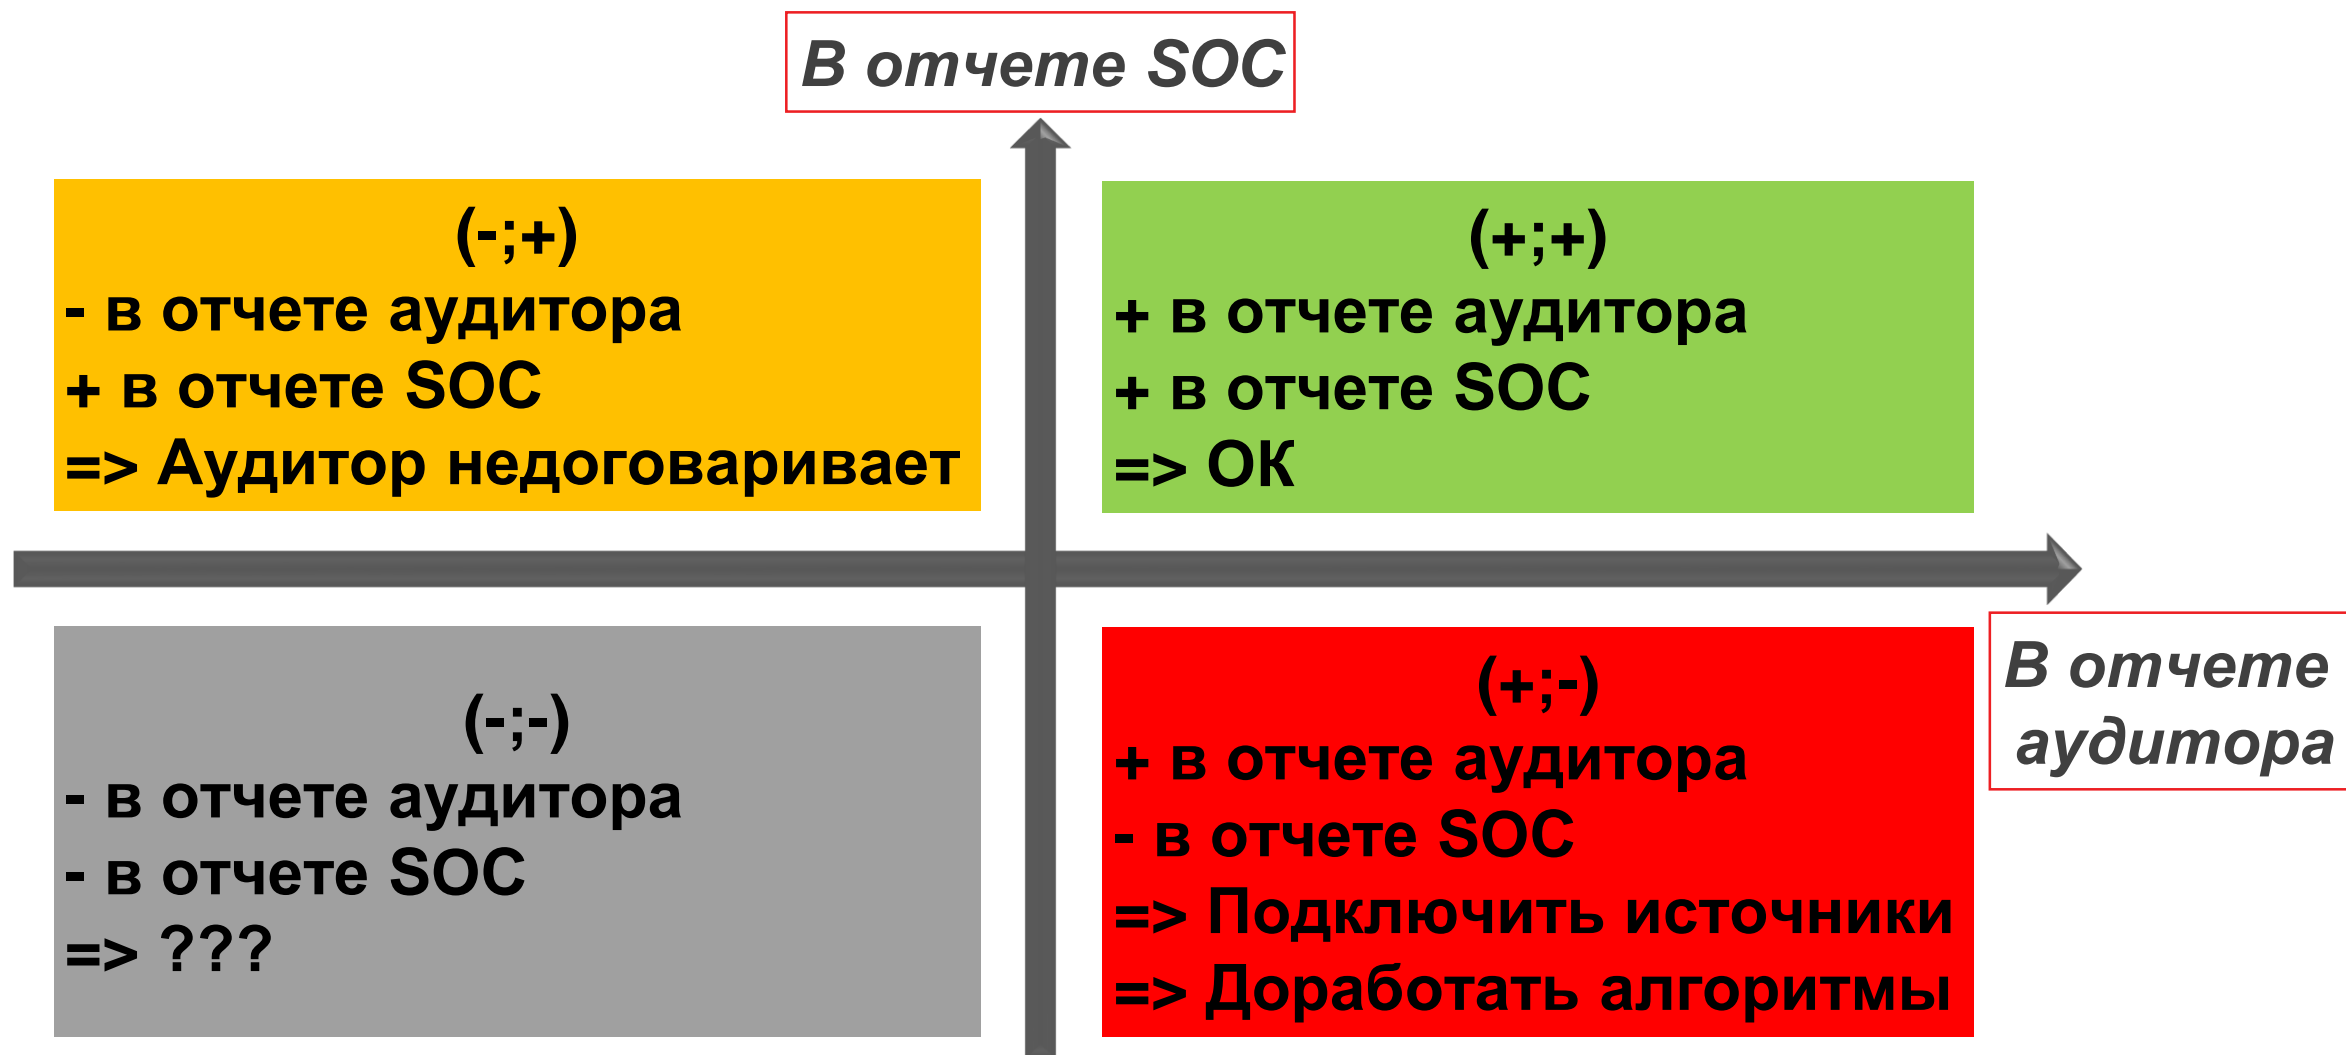 В отчете SOC
(-;+)
- в отчете аудитора
+ в отчете SOC
=> Аудитор недоговаривает
(+;+)
+ в отчете аудитора
+ в отчете SOC
=> ОК
(-;-)
- в отчете аудитора
- в отчете SOC
=> ???
(+;-)
+ в отчете аудитора
- в отчете SOC
=> Подключить источники
=> Доработать алгоритмы
В отчете
аудитора